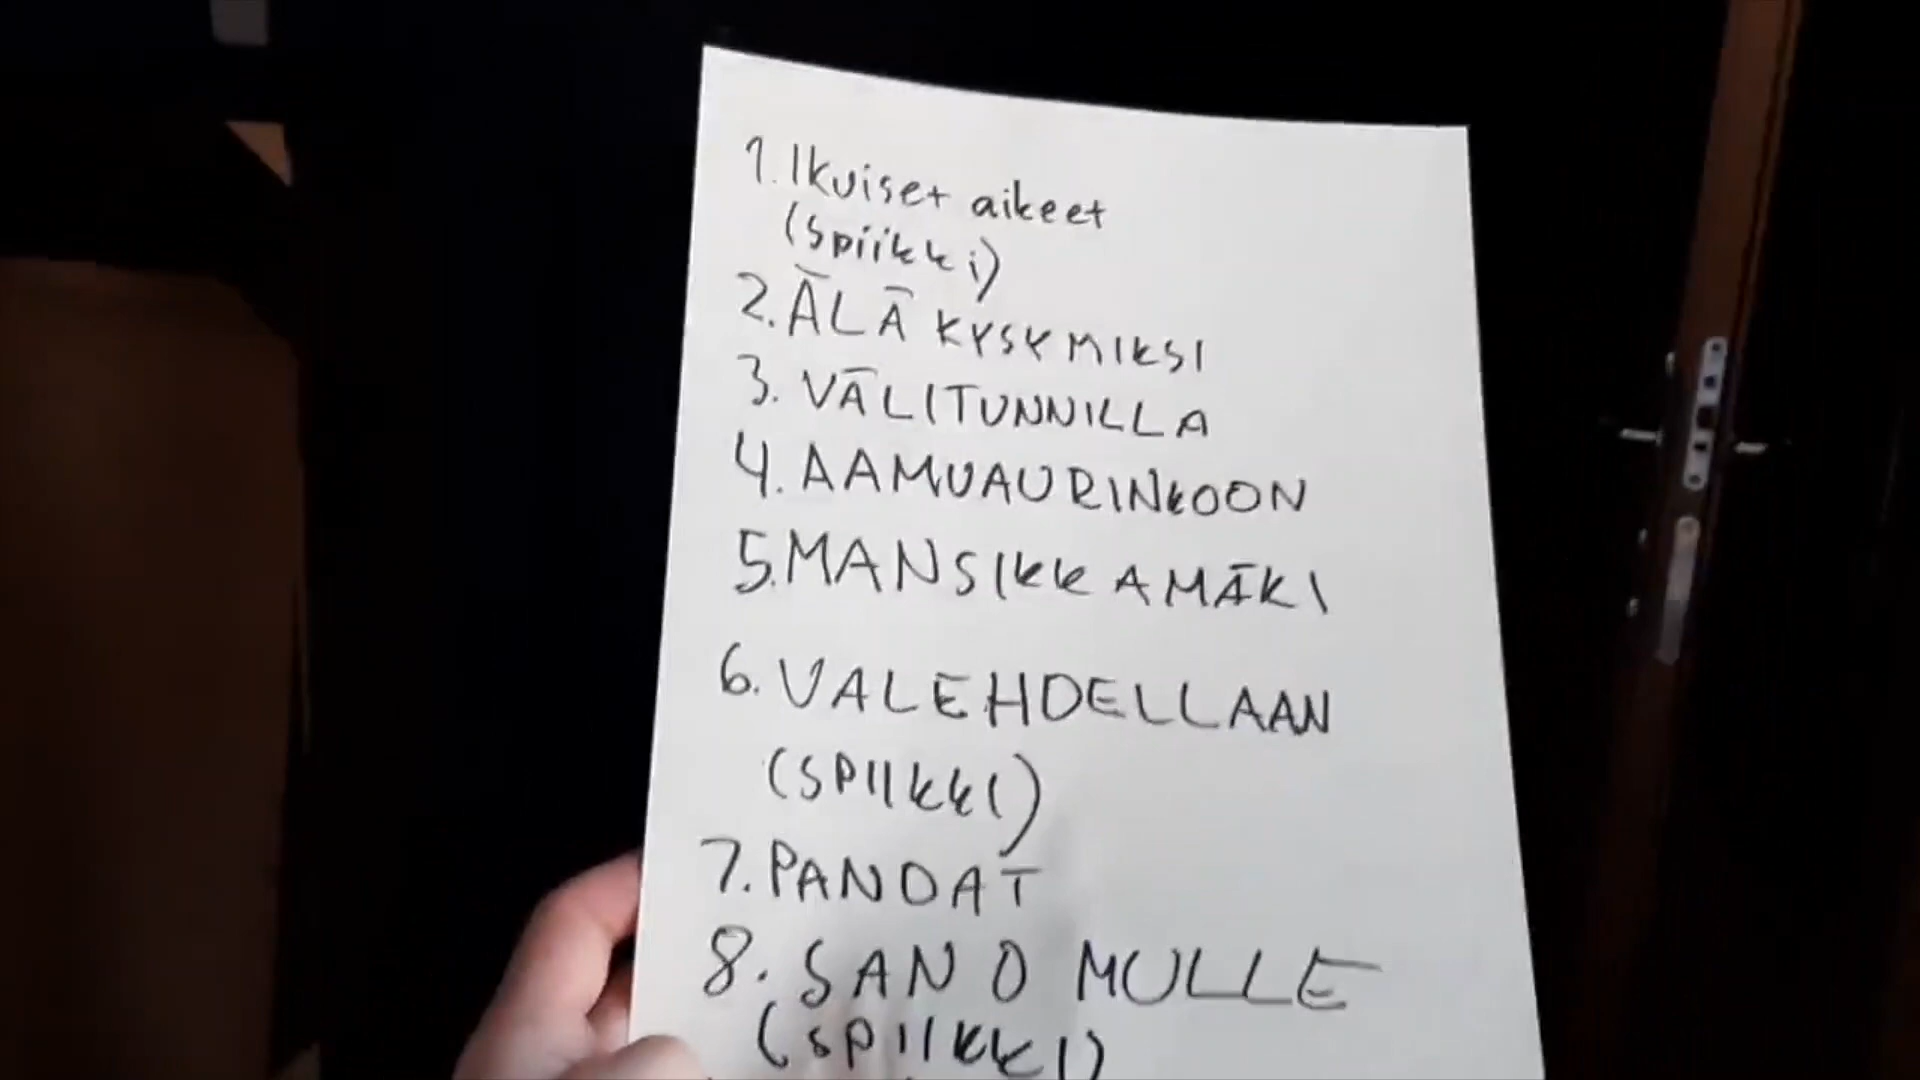 1. Ikuiset aikeet
(spiikki)
2. ÄLÄ KYSY MIKSI
3. VÄLITUNNILLA
4. AAMUAURINKOON
5. MANSIKKAMÄKI
6. VALEHDELLAAN
(SPIIKKI)
7. PANDAT
8. SANO MULLE
(SPIIKKI)